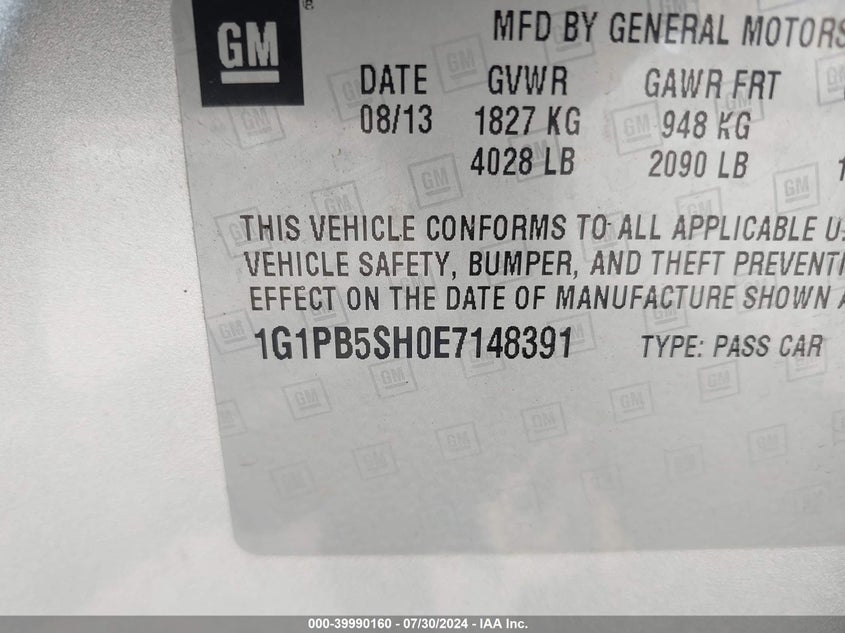 GM ®
MFD BY GENERAL MOTORS
DATE GVWR GAWR FRT
08/13 1827 KG 948 KG
4028 LB 2090 LB
THIS VEHICLE CONFORMS TO ALL APPLICABLE U.
VEHICLE SAFETY, BUMPER, AND THEFT PREVENTI
EFFECT ON THE DATE OF MANUFACTURE SHOWN A
1G1PB5SH0E7148391 TYPE: PASS CAR
000-39990160 - 07/30/2024 - IAA Inc.